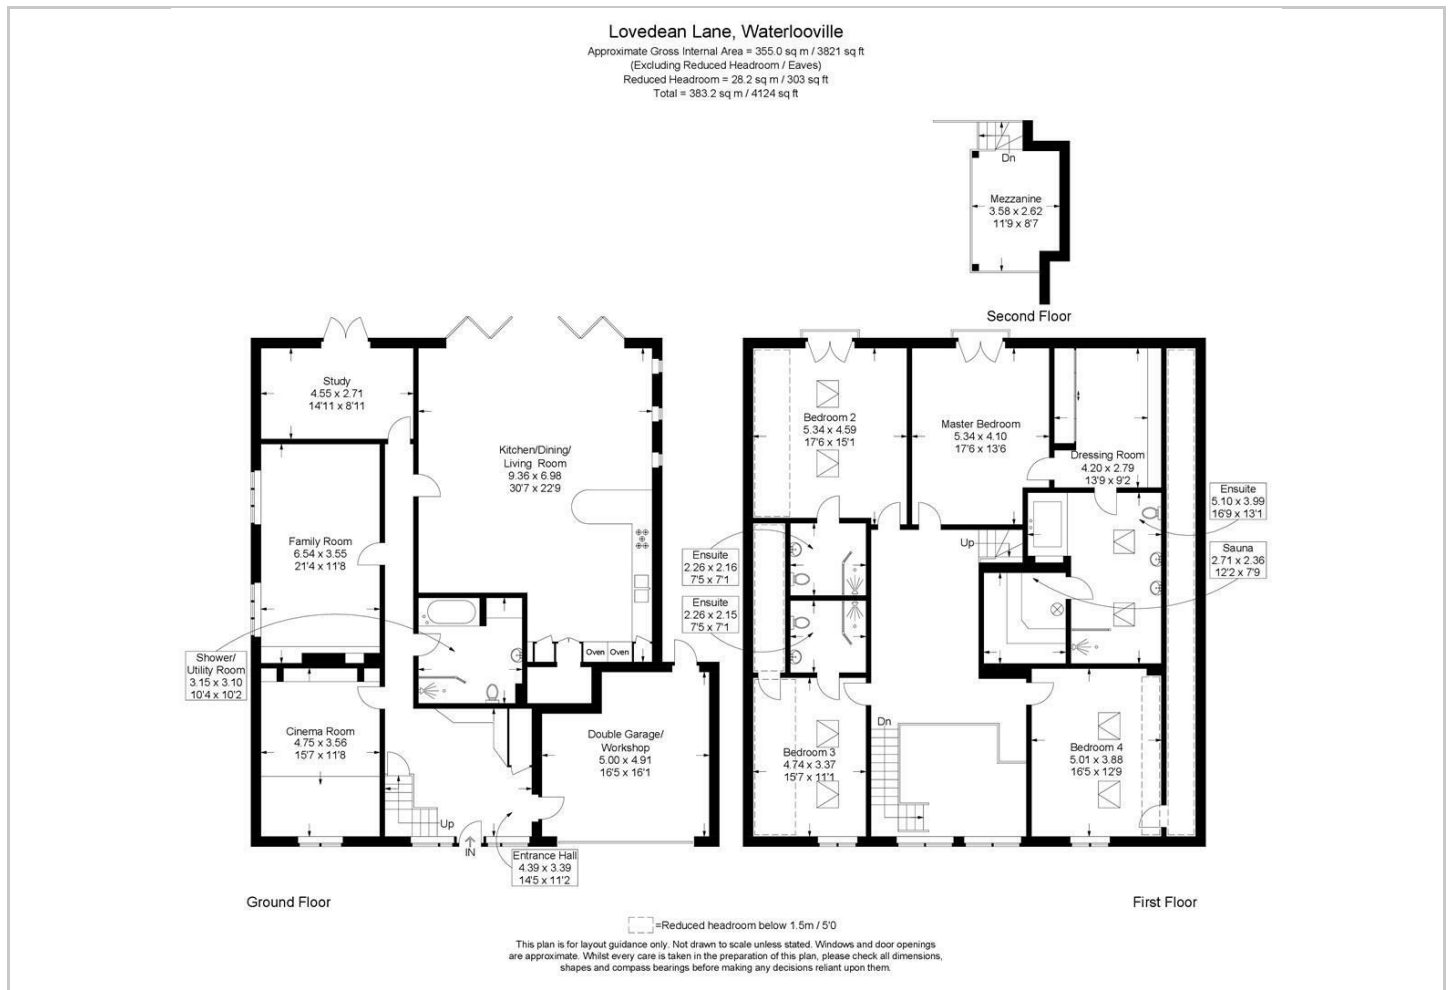 Lovedean Lane, Waterlooville
Approximate Gross Internal Area = 355.0 sq m / 3821 sq ft
(Excluding Reduced Headroom / Eaves)
Reduced Headroom = 28.2 sq m / 303 sq ft
Total = 383.2 sq m / 4124 sq ft
Dn
Mezzanine
3.58 x 2.62
11'9 x 8'7
Second Floor
Study
4.55 x 2.71
14'11 x 8'11
Kitchen/Dining/
Living Room
9.36 x 6.98
30'7 x 22'9
Family Room
6.54 x 3.55
21'4 x 11'8
Shower/
Utility Room
3.15 x 3.10
10'4 x 10'2
Oven
Oven
Cinema Room
4.75 x 3.56
15'7 x 11'8
Double Garage/
Workshop
5.00 x 4.91
16'5 x 16'1
Up
IN
Entrance Hall
4.39 x 3.39
14'5 x 11'2
Ground Floor
Bedroom 2
5.34 x 4.59
17'6 x 15'1
Master Bedroom
5.34 x 4.10
17'6 x 13'6
Dressing Room
4.20 x 2.79
13'9 x 9'2
Ensuite
5.10 x 3.99
16'9 x 13'1
Up
Sauna
2.71 x 2.36
12'2 x 7'9
Ensuite
2.26 x 2.16
7'5 x 7'1
Ensuite
2.26 x 2.15
7'5 x 7'1
Dn
Bedroom 3
4.74 x 3.37
15'7 x 11'1
Bedroom 4
5.01 x 3.88
16'5 x 12'9
First Floor
=Reduced headroom below 1.5m / 5'0
This plan is for layout guidance only. Not drawn to scale unless stated. Windows and door openings
are approximate. Whilst every care is taken in the preparation of this plan, please check all dimensions,
shapes and compass bearings before making any decisions reliant upon them.